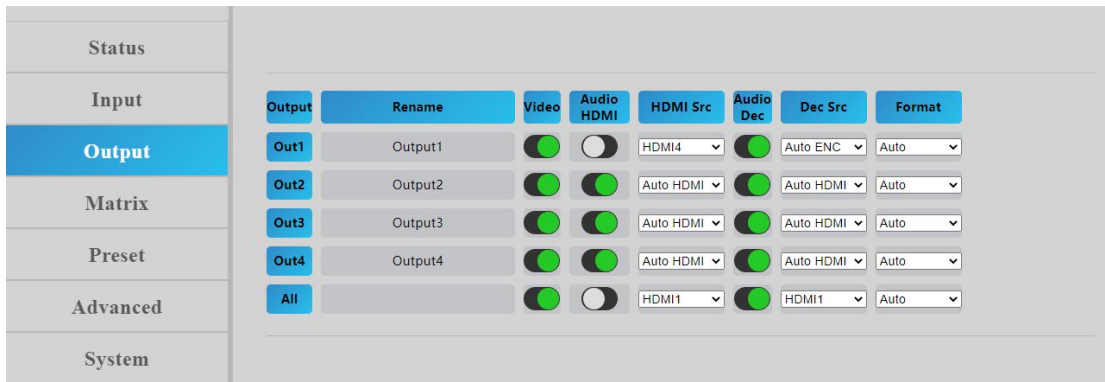 Status
Input
Output
Matrix
Preset
Advanced
System
Output Rename Video Audio HDMI HDMI Src Audio Dec Dec Src Format
Out1 Output1 HDMI4 Auto ENC Auto
Out2 Output2 Auto HDMI Auto HDMI Auto
Out3 Output3 Auto HDMI Auto HDMI Auto
Out4 Output4 Auto HDMI Auto HDMI Auto
All HDMI1 HDMI1 Auto